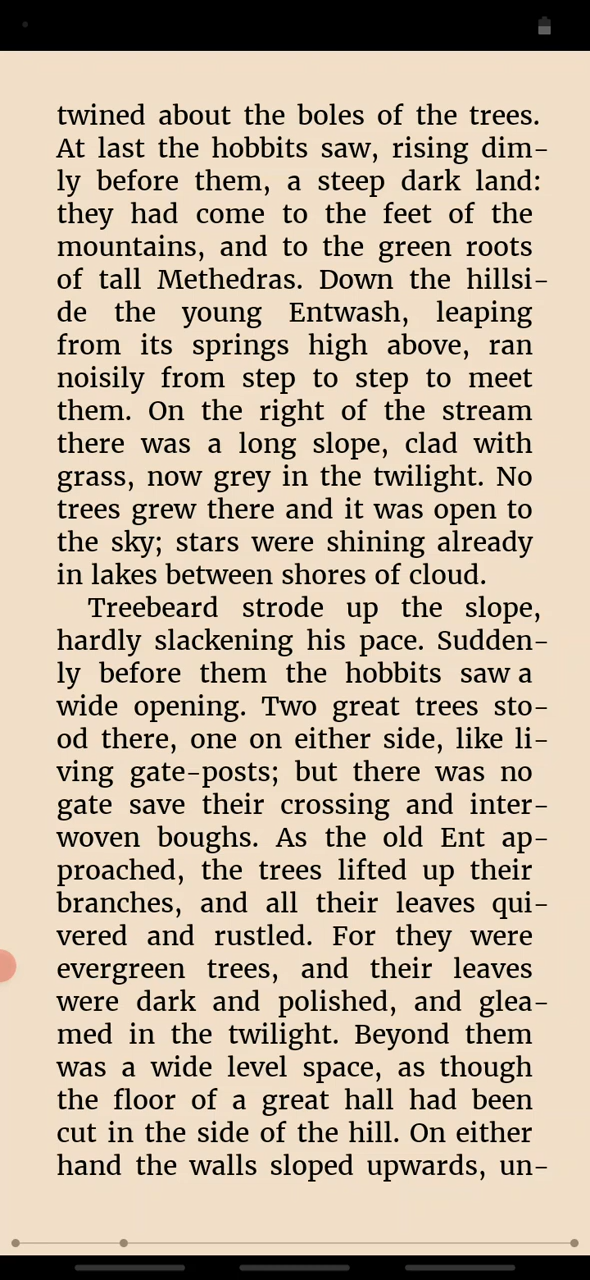 twined about the boles of the trees.
At last the hobbits saw, rising dim-
ly before them, a steep dark land:
they had come to the feet of the
mountains, and to the green roots
of tall Methedras. Down the hillsi-
de the young Entwash, leaping
from its springs high above, ran
noisily from step to step to meet
them. On the right of the stream
there was a long slope, clad with
grass, now grey in the twilight. No
trees grew there and it was open to
the sky; stars were shining already
in lakes between shores of cloud.
Treebeard strode up the slope,
hardly slackening his pace. Sudden-
ly before them the hobbits saw a
wide opening. Two great trees sto-
od there, one on either side, like li-
ving gate-posts; but there was no
gate save their crossing and inter-
woven boughs. As the old Ent ap-
proached, the trees lifted up their
branches, and all their leaves qui-
vered and rustled. For they were
evergreen trees, and their leaves
were dark and polished, and glea-
med in the twilight. Beyond them
was a wide level space, as though
the floor of a great hall had been
cut in the side of the hill. On either
hand the walls sloped upwards, un-